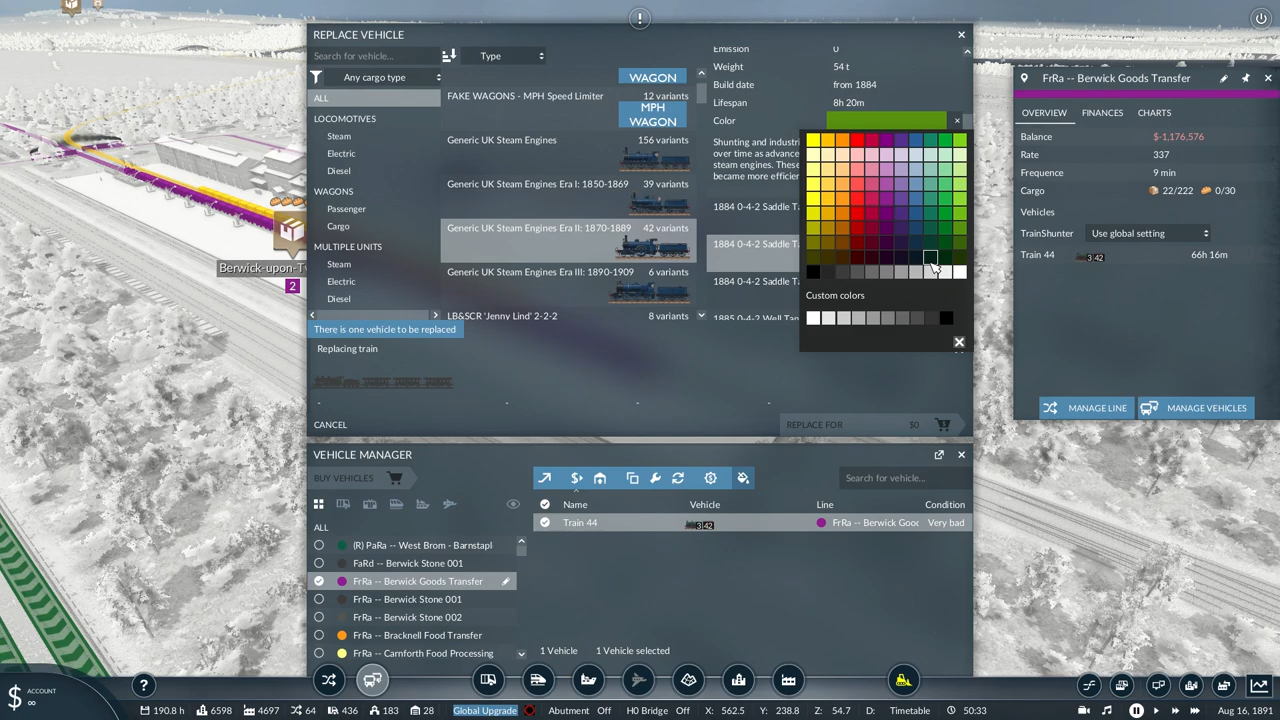 REPLACE VEHICLE
Search for vehicle...
Type
Any cargo type
ALL
LOCOMOTIVES
Steam
Electric
Diesel
WAGONS
Passenger
Cargo
MULTIPLE UNITS
Steam
Electric
Diesel
WAGON
FAKE WAGONS - MPH Speed Limiter
12 variants
MPH
WAGON
Generic UK Steam Engines
156 variants
Generic UK Steam Engines Era I: 1850-1869
39 variants
Generic UK Steam Engines Era II: 1870-1889
42 variants
Generic UK Steam Engines Era III: 1890-1909
6 variants
LB&SCR 'Jenny Lind' 2-2-2
8 variants
Emission 0
Weight 54 t
Build date from 1884
Lifespan 8h 20m
Color
Shunting and industri
over time as advance
steam engines. These
became more efficien
1884 0-4-2 Saddle Ta
1884 0-4-2 Saddle Ta
1884 0-4-2 Saddle Ta
1885 0-4-2 Well Tan
Custom colors
There is one vehicle to be replaced
Replacing train
- - - -
CANCEL
REPLACE FOR $0
FrRa -- Berwick Goods Transfer
OVERVIEW FINANCES CHARTS
Balance $-1,176,576
Rate 337
Frequence 9 min
Cargo 22/222 0/30
Vehicles
TrainShunter Use global setting
Train 44 3 42 66h 16m
MANAGE LINE MANAGE VEHICLES
Berwick-upon-Tw
2
VEHICLE MANAGER
BUY VEHICLES
Search for vehicle...
ALL
(R) PaRa -- West Brom - Barnstapl
FaRd -- Berwick Stone 001
FrRa -- Berwick Goods Transfer
FrRa -- Berwick Stone 001
FrRa -- Berwick Stone 002
FrRa -- Bracknell Food Transfer
FrRa -- Carnforth Food Processing
Name Vehicle Line Condition
Train 44 3 42 FrRa -- Berwick Gooc Very bad
1 Vehicle 1 Vehicle selected
$ ACCOUNT
∞
?
190.8 h 6598 4697 64 436 183 28 Global Upgrade Abutment Off H0 Bridge Off X: 562.5 Y: 238.8 Z: 54.7 D: Timetable 50:33 Aug 16, 1891